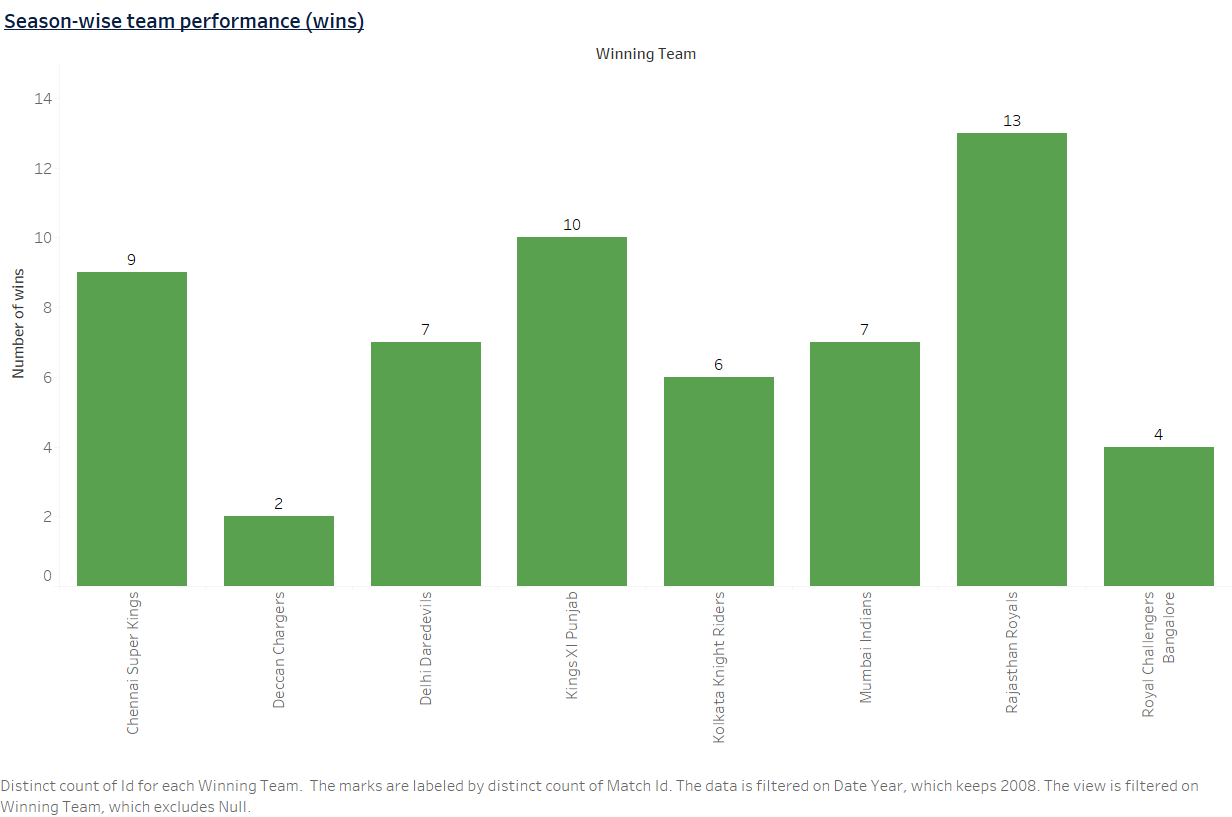 Season-wise team performance (wins)
Winning Team
Number of wins
14
12
10
8
6
4
2
0
9
2
7
10
6
7
13
4
Chennai Super Kings
Deccan Chargers
Delhi Daredevils
Kings XI Punjab
Kolkata Knight Riders
Mumbai Indians
Rajasthan Royals
Royal Challengers
Bangalore
Distinct count of Id for each Winning Team.  The marks are labeled by distinct count of Match Id. The data is filtered on Date Year, which keeps 2008. The view is filtered on
Winning Team, which excludes Null.